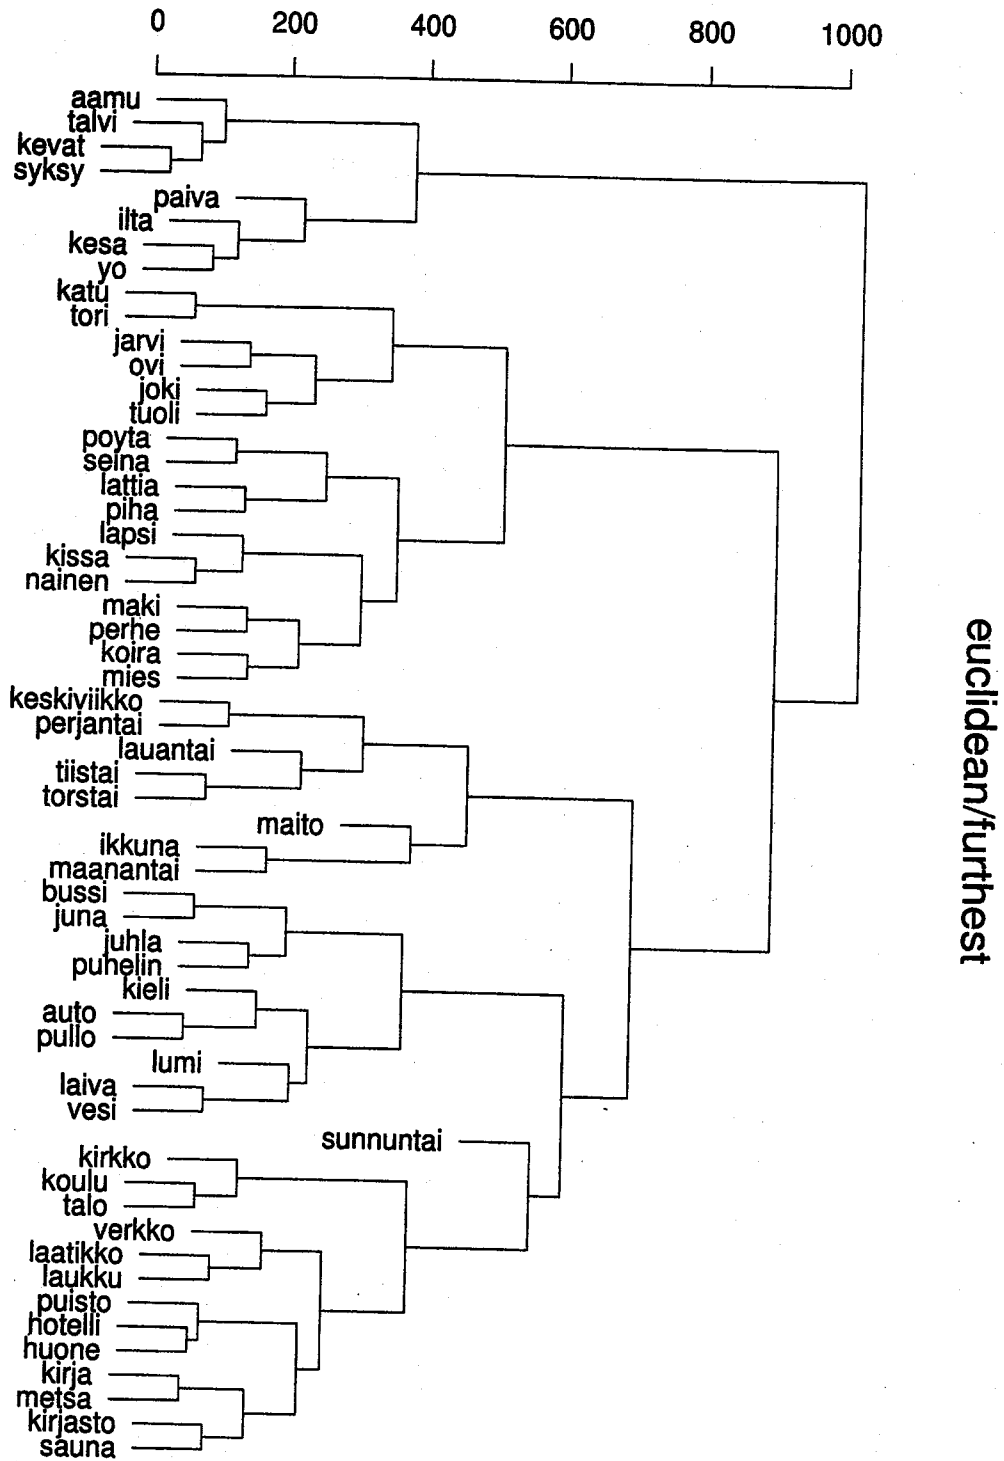 0 200 400 600 800 1000
aamu
talvi
kevat
syksy
paiva
ilta
kesa
yo
katu
tori
jarvi
ovi
joki
tuoli
poyta
seina
lattia
piha
lapsi
kissa
nainen
maki
perhe
koira
mies
keskiviikko
perjantai
lauantai
tiistai
torstai
maito
ikkuna
maanantai
bussi
juna
juhla
puhelin
kieli
auto
pullo
lumi
laiva
vesi
sunnuntai
kirkko
koulu
talo
verkko
laatikko
laukku
puisto
hotelli
huone
kirja
metsa
kirjasto
sauna
euclidean/furthest